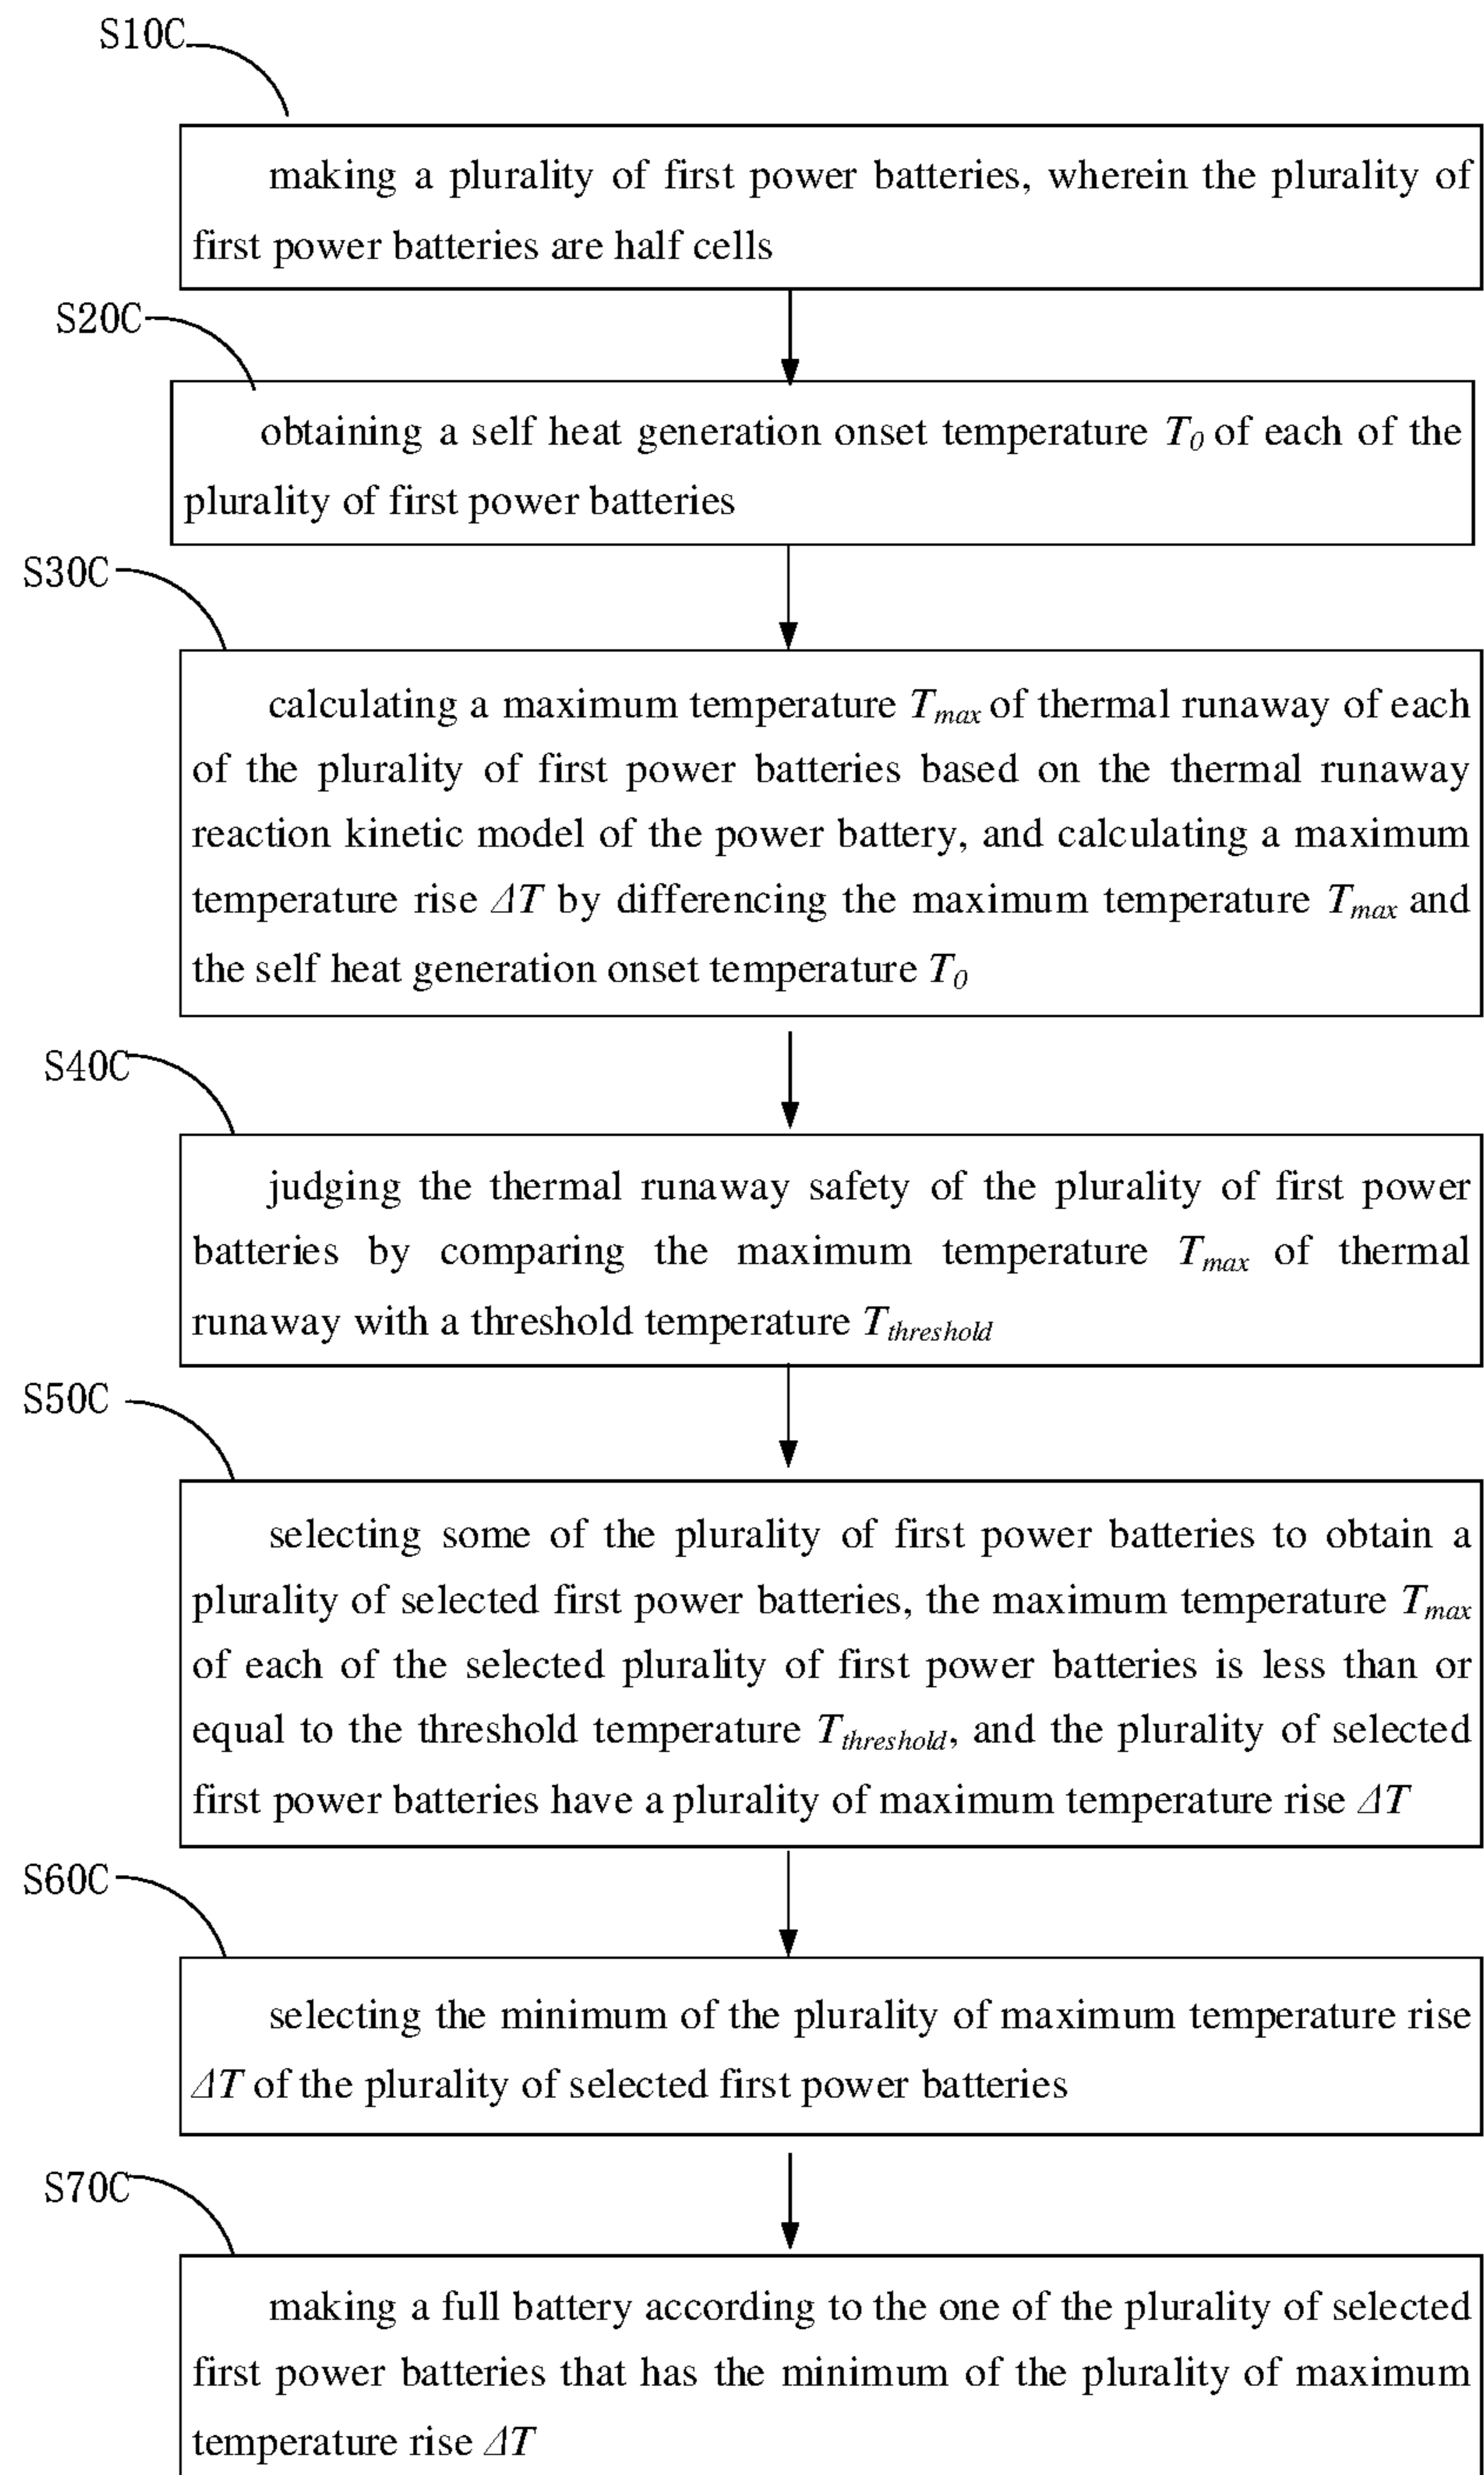 S10C
making a plurality of first power batteries, wherein the plurality of
first power batteries are half cells
S20C
obtaining a self heat generation onset temperature T0 of each of the
plurality of first power batteries
S30C
calculating a maximum temperature Tmax of thermal runaway of each
of the plurality of first power batteries based on the thermal runaway
reaction kinetic model of the power battery, and calculating a maximum
temperature rise ΔT by differencing the maximum temperature Tmax and
the self heat generation onset temperature T0
S40C
judging the thermal runaway safety of the plurality of first power
batteries by comparing the maximum temperature Tmax of thermal
runaway with a threshold temperature Tthreshold
S50C
selecting some of the plurality of first power batteries to obtain a
plurality of selected first power batteries, the maximum temperature Tmax
of each of the selected plurality of first power batteries is less than or
equal to the threshold temperature Tthreshold, and the plurality of selected
first power batteries have a plurality of maximum temperature rise ΔT
S60C
selecting the minimum of the plurality of maximum temperature rise
ΔT of the plurality of selected first power batteries
S70C
making a full battery according to the one of the plurality of selected
first power batteries that has the minimum of the plurality of maximum
temperature rise ΔT